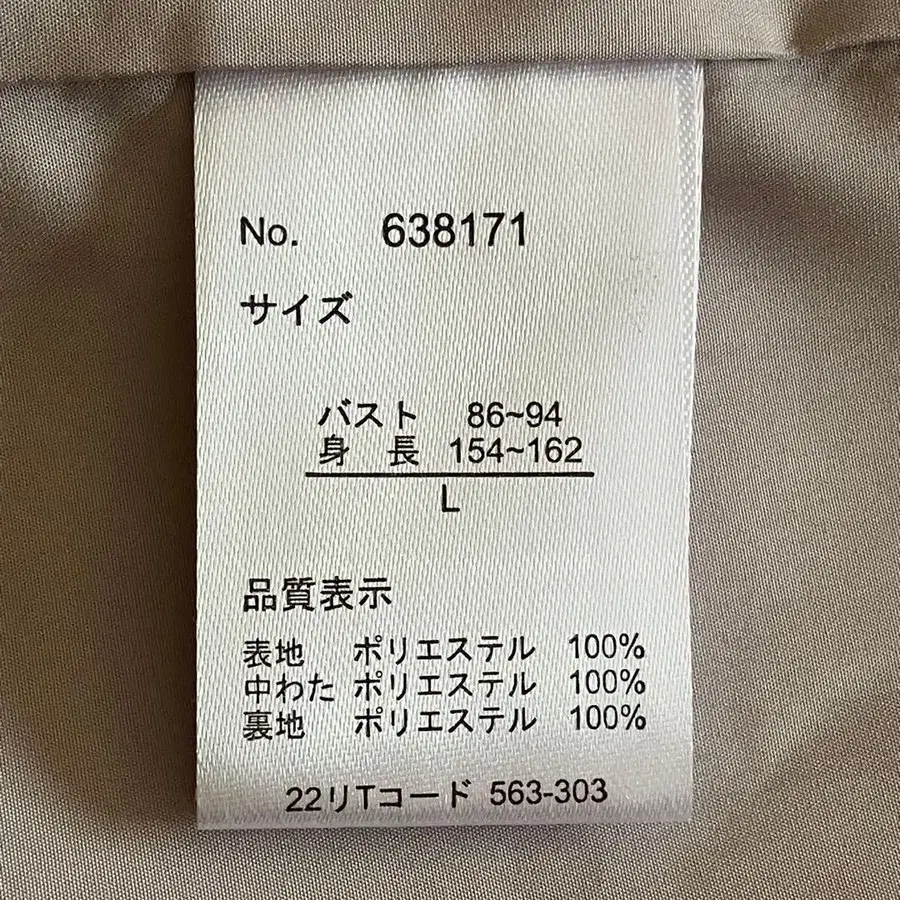 No. 638171
サイズ
バスト 86~94
身長 154~162
L
品質表示
表地 ポリエステル 100%
中わた ポリエステル 100%
裏地 ポリエステル 100%
22リTコード 563-303